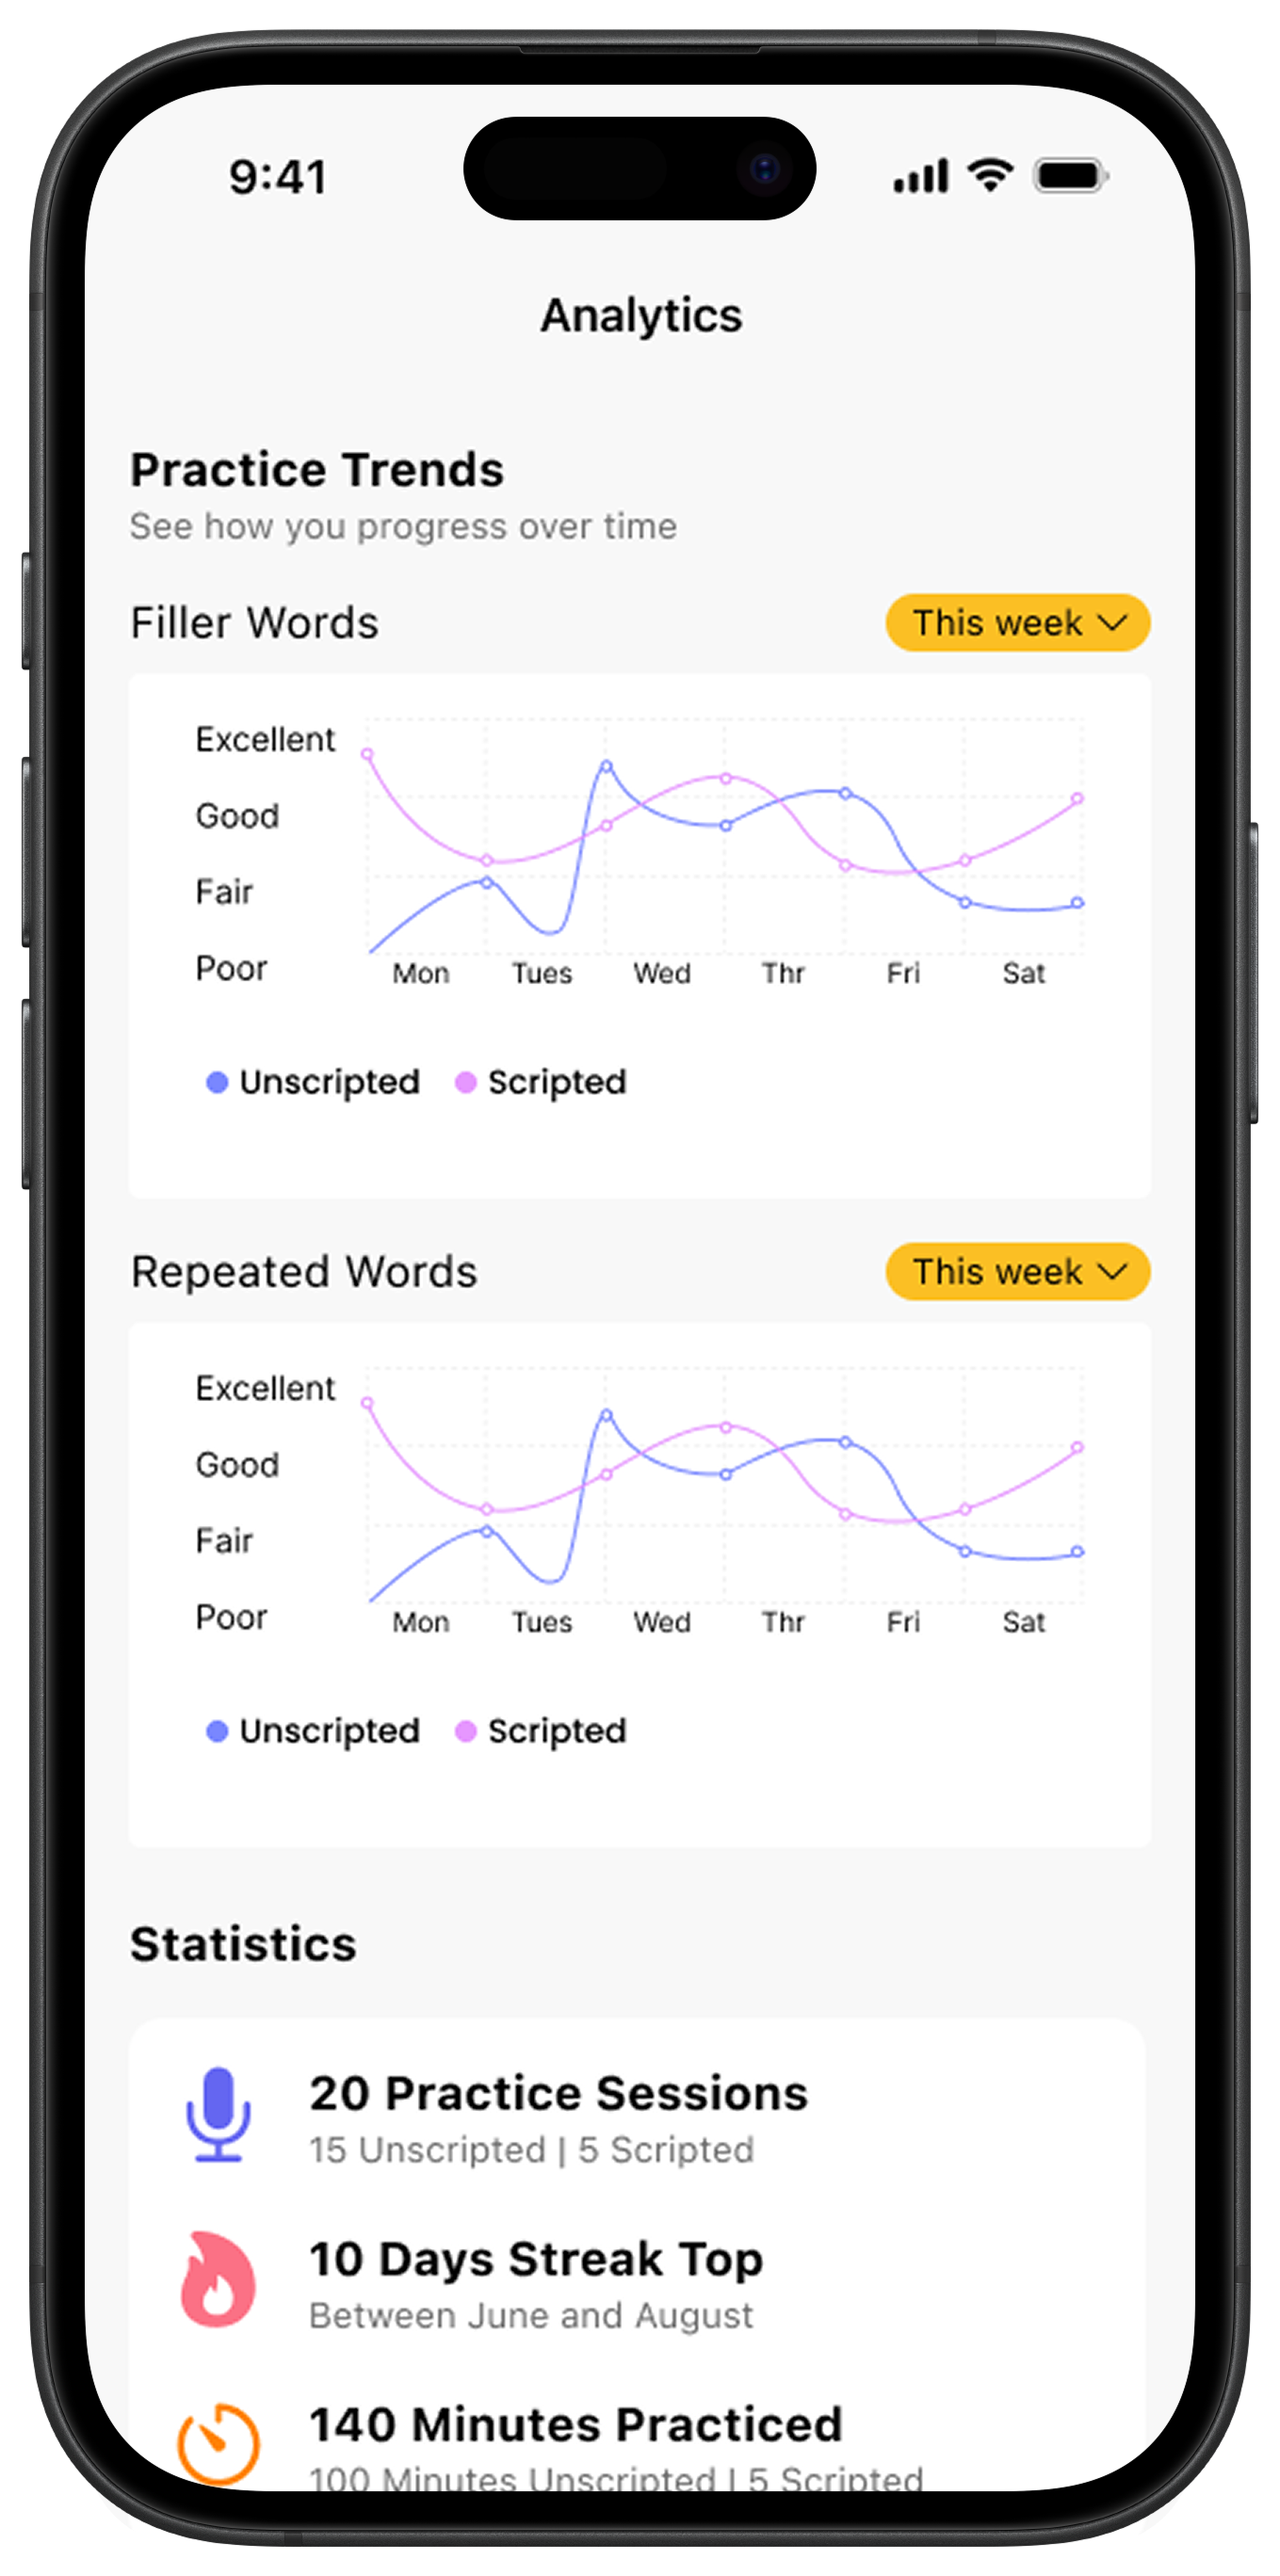 9:41
Analytics
Practice Trends
See how you progress over time
Filler Words
This week
Excellent
Good
Fair
Poor
Mon Tues Wed Thr Fri Sat
Unscripted Scripted
Repeated Words
This week
Excellent
Good
Fair
Poor
Mon Tues Wed Thr Fri Sat
Unscripted Scripted
Statistics
20 Practice Sessions
15 Unscripted | 5 Scripted
10 Days Streak Top
Between June and August
140 Minutes Practiced
100 Minutes Unscripted | 5 Scripted